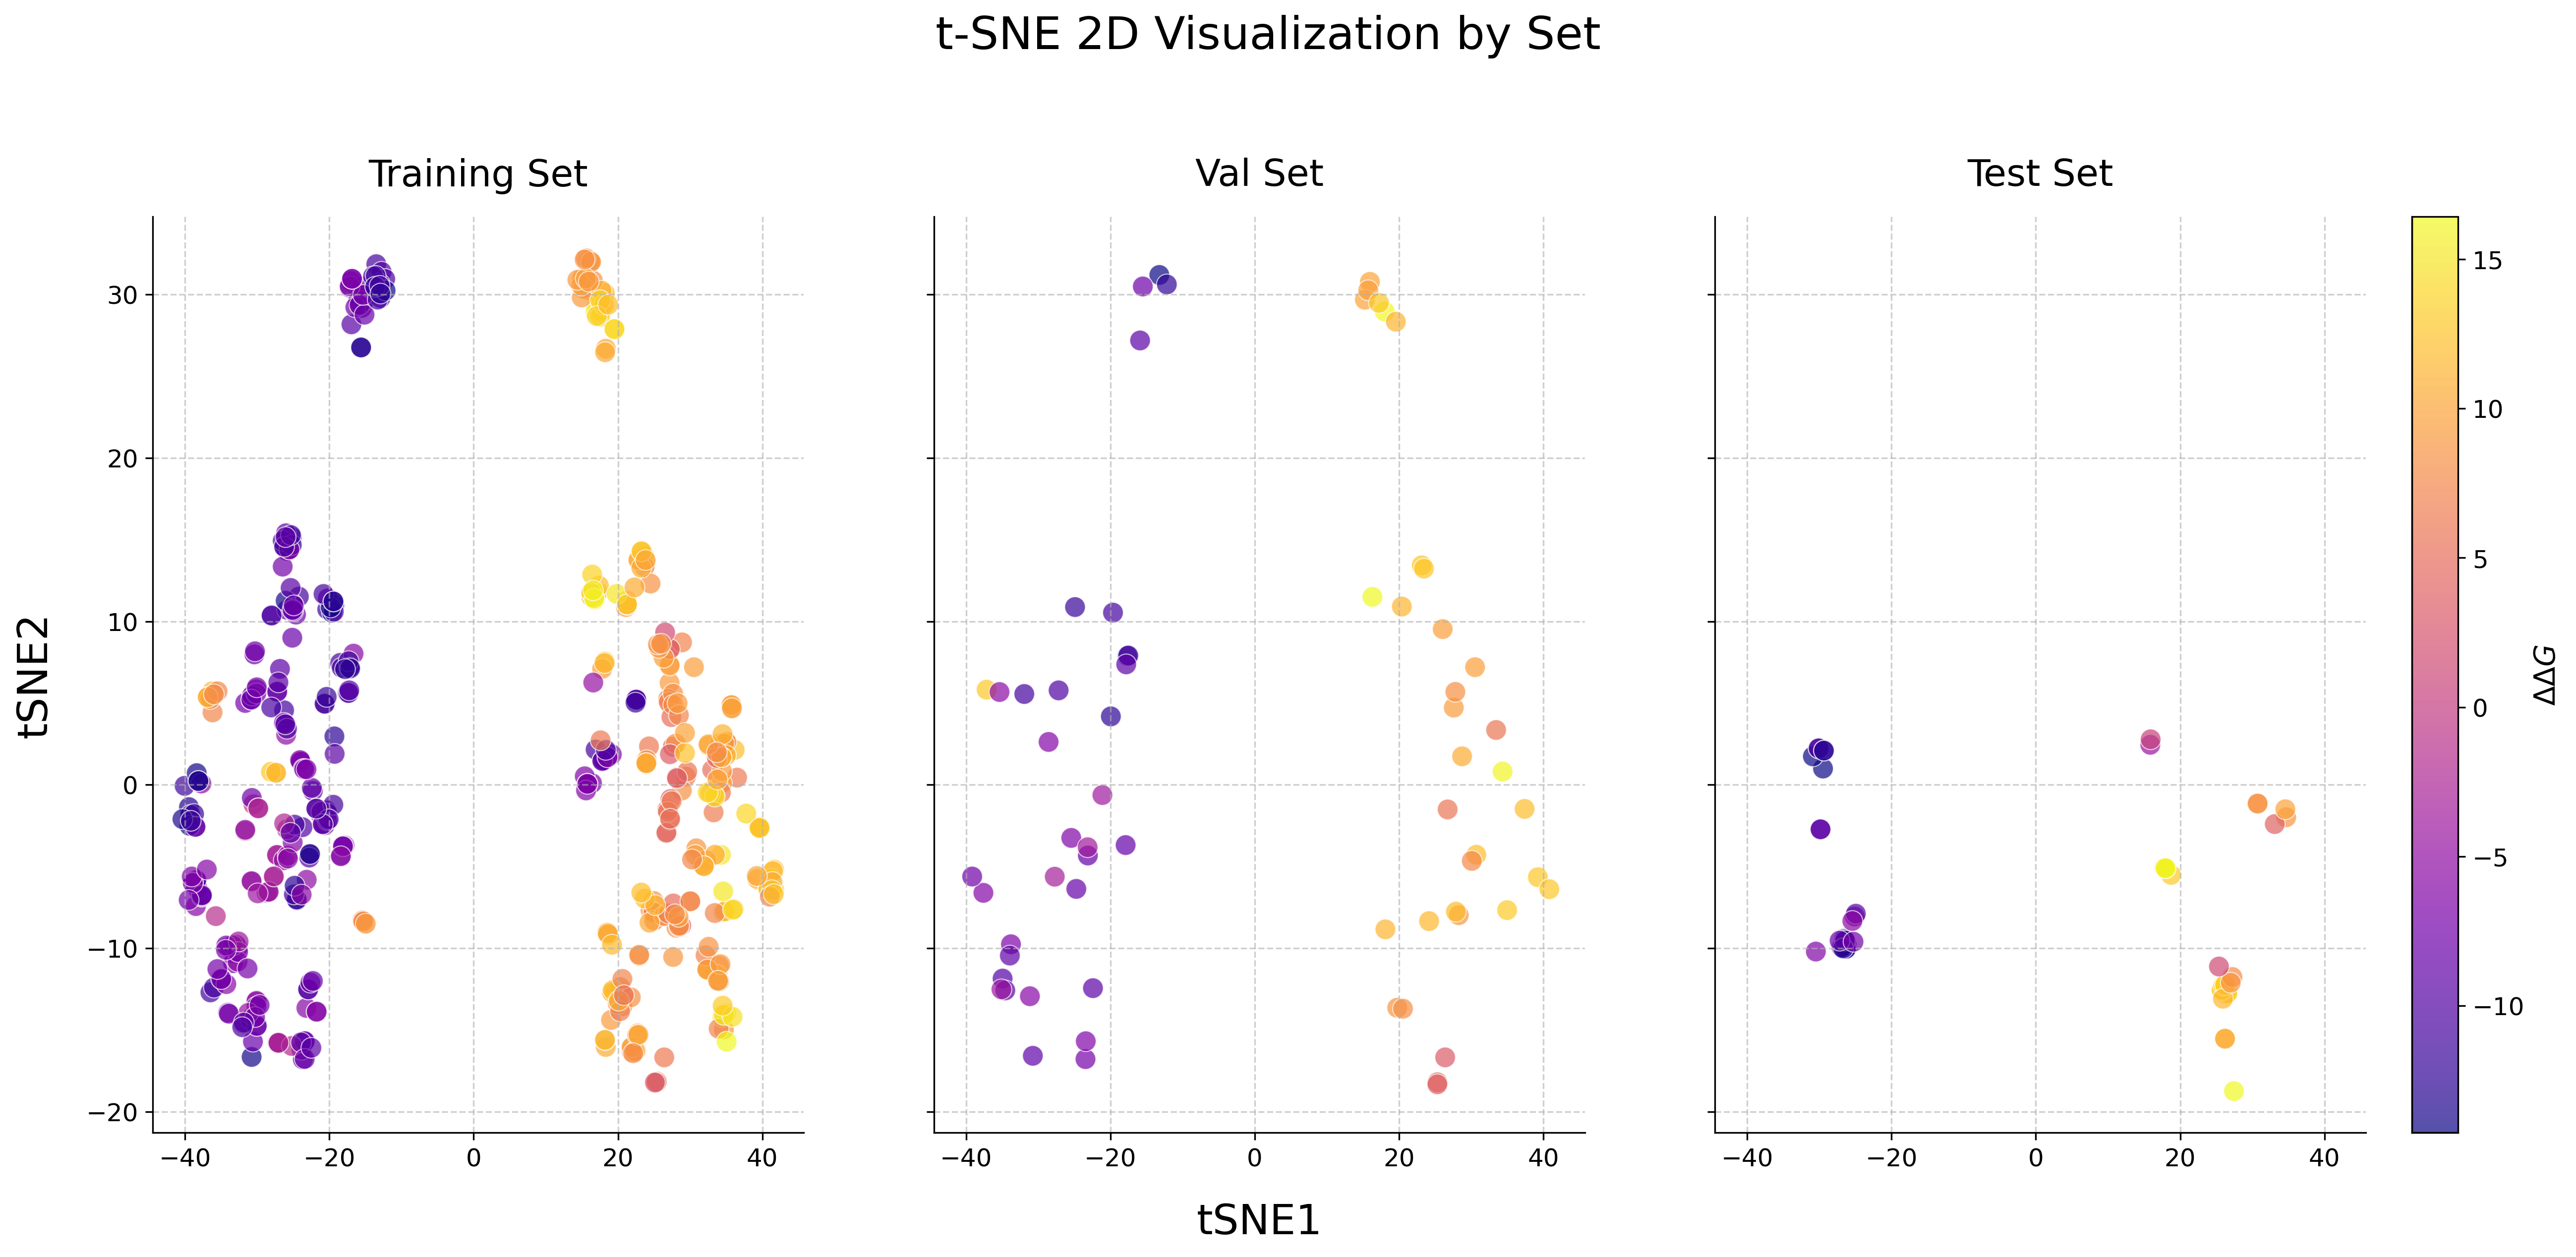 t-SNE 2D Visualization by Set
Training Set
Val Set
Test Set
tSNE2
30
20
10
0
−10
−20
−40 −20 0 20 40
−40 −20 0 20 40
−40 −20 0 20 40
tSNE1
15
10
5
0
−5
−10
ΔΔG